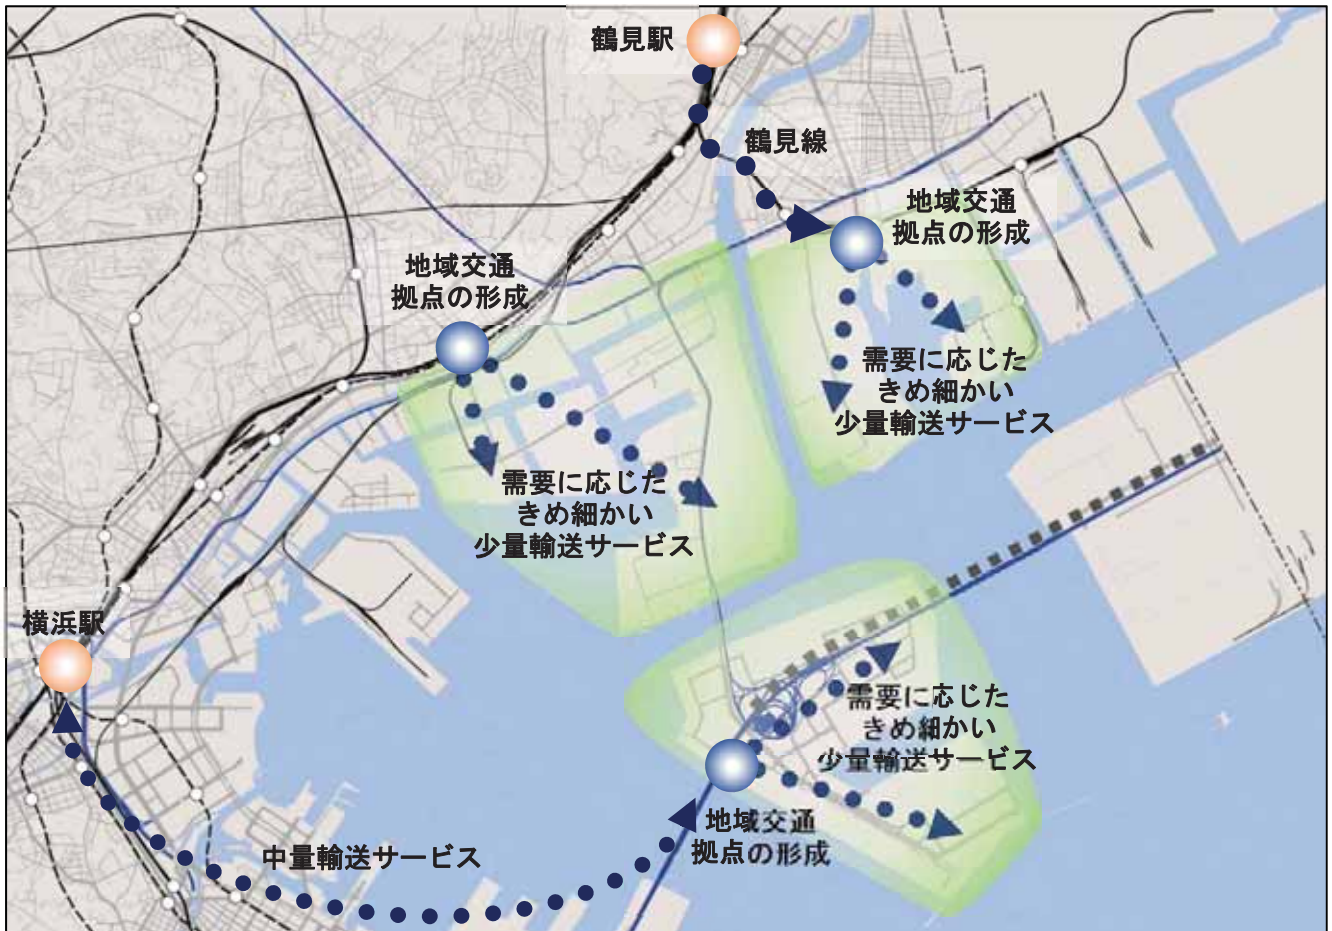 鶴見駅
鶴見線
地域交通
拠点の形成
地域交通
拠点の形成
需要に応じた
きめ細かい
少量輸送サービス
需要に応じた
きめ細かい
少量輸送サービス
横浜駅
需要に応じた
きめ細かい
少量輸送サービス
地域交通
拠点の形成
中量輸送サービス